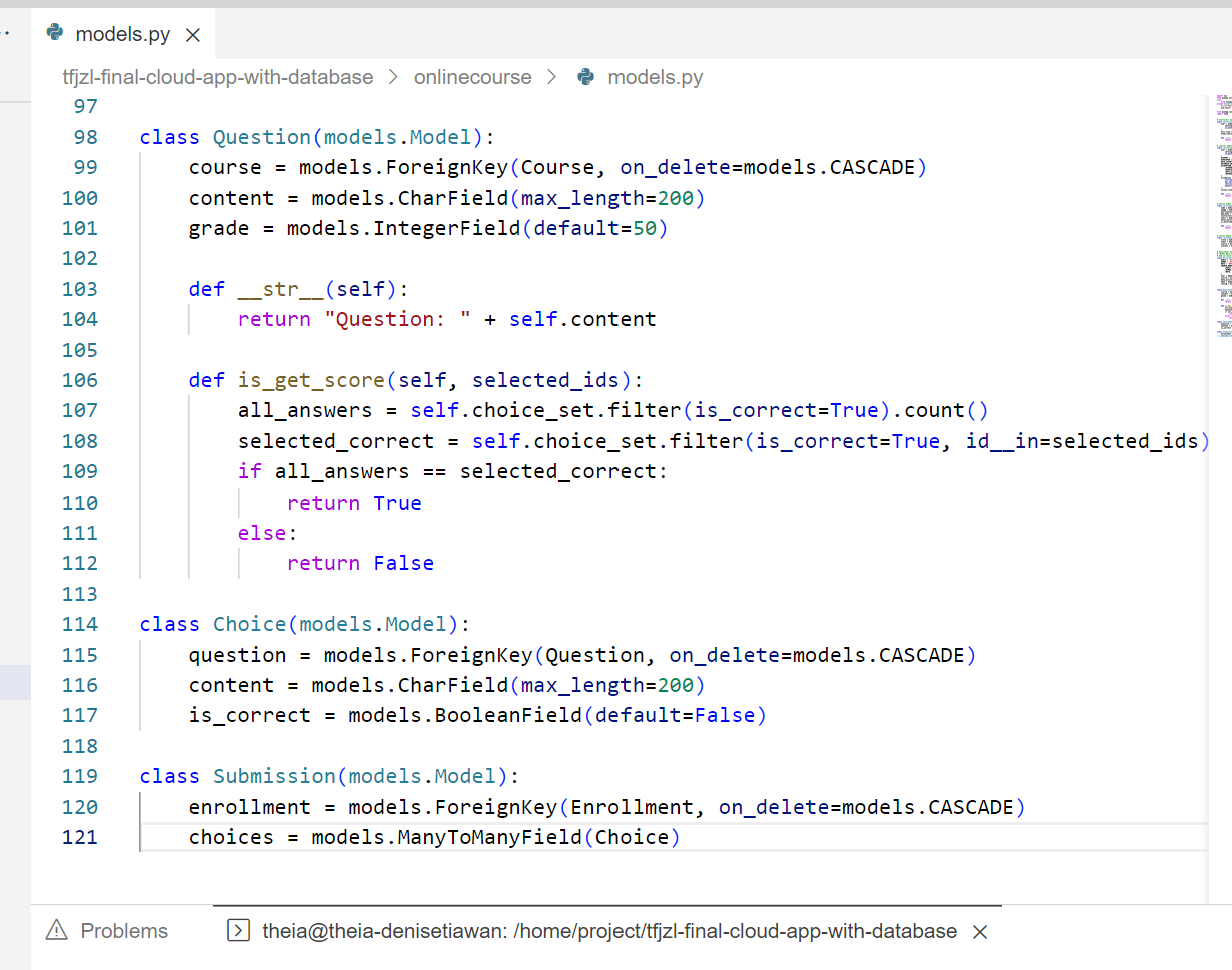 models.py
tfjzl-final-cloud-app-with-database > onlinecourse > models.py
97
98 class Question(models.Model):
99     course = models.ForeignKey(Course, on_delete=models.CASCADE)
100     content = models.CharField(max_length=200)
101     grade = models.IntegerField(default=50)
102
103     def __str__(self):
104         return "Question: " + self.content
105
106     def is_get_score(self, selected_ids):
107         all_answers = self.choice_set.filter(is_correct=True).count()
108         selected_correct = self.choice_set.filter(is_correct=True, id__in=selected_ids)
109         if all_answers == selected_correct:
110             return True
111         else:
112             return False
113
114 class Choice(models.Model):
115     question = models.ForeignKey(Question, on_delete=models.CASCADE)
116     content = models.CharField(max_length=200)
117     is_correct = models.BooleanField(default=False)
118
119 class Submission(models.Model):
120     enrollment = models.ForeignKey(Enrollment, on_delete=models.CASCADE)
121     choices = models.ManyToManyField(Choice)
Problems theia@theia-denisetiawan: /home/project/tfjzl-final-cloud-app-with-database